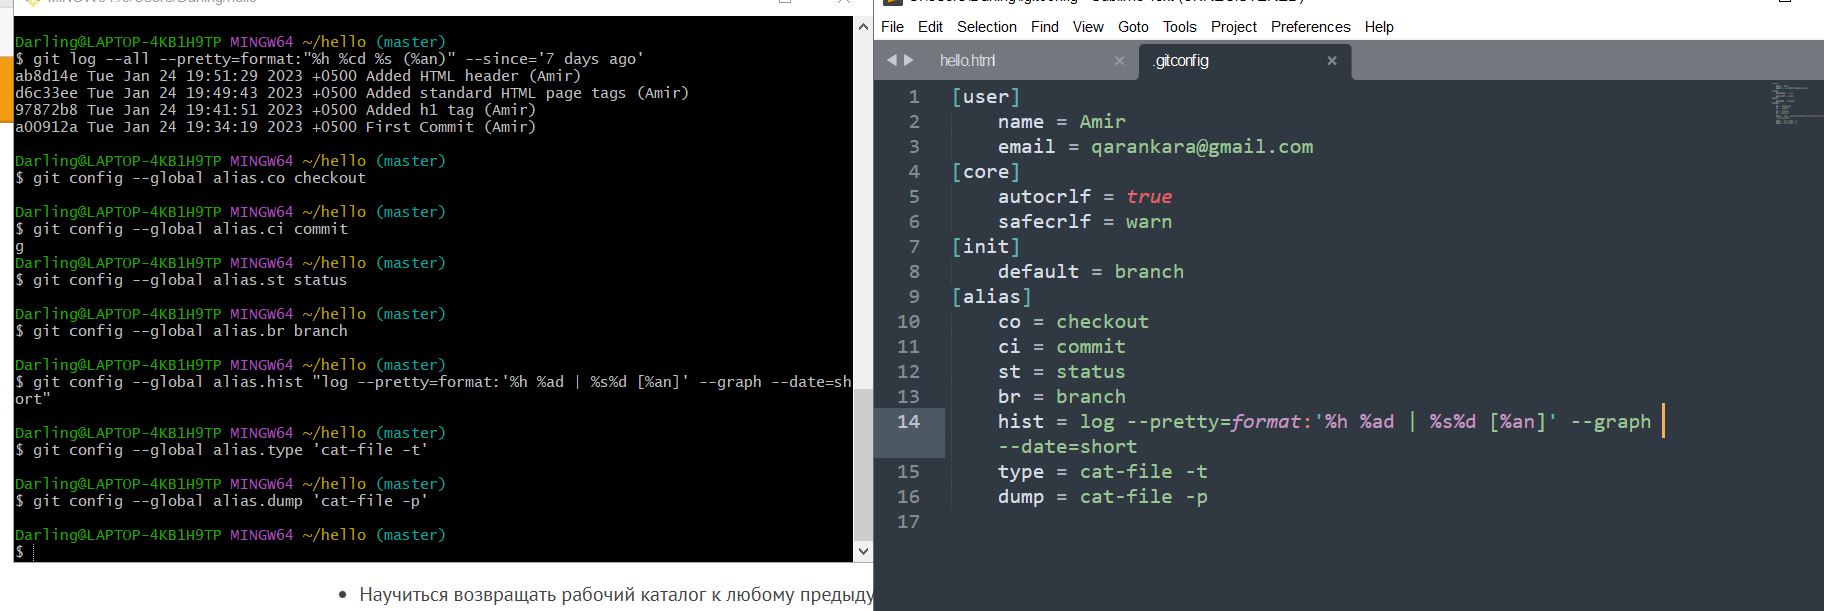 Darling@LAPTOP-4KB1H9TP MINGW64 ~/hello (master)
$ git log --all --pretty=format:"%h %cd %s (%an)" --since='7 days ago'
ab8d14e Tue Jan 24 19:51:29 2023 +0500 Added HTML header (Amir)
d6c33ee Tue Jan 24 19:49:43 2023 +0500 Added standard HTML page tags (Amir)
97872b8 Tue Jan 24 19:41:51 2023 +0500 Added h1 tag (Amir)
a00912a Tue Jan 24 19:34:19 2023 +0500 First Commit (Amir)
Darling@LAPTOP-4KB1H9TP MINGW64 ~/hello (master)
$ git config --global alias.co checkout
Darling@LAPTOP-4KB1H9TP MINGW64 ~/hello (master)
$ git config --global alias.ci commit
g
Darling@LAPTOP-4KB1H9TP MINGW64 ~/hello (master)
$ git config --global alias.st status
Darling@LAPTOP-4KB1H9TP MINGW64 ~/hello (master)
$ git config --global alias.br branch
Darling@LAPTOP-4KB1H9TP MINGW64 ~/hello (master)
$ git config --global alias.hist "log --pretty=format:'%h %ad | %s%d [%an]' --graph --date=sh
ort"
Darling@LAPTOP-4KB1H9TP MINGW64 ~/hello (master)
$ git config --global alias.type 'cat-file -t'
Darling@LAPTOP-4KB1H9TP MINGW64 ~/hello (master)
$ git config --global alias.dump 'cat-file -p'
Darling@LAPTOP-4KB1H9TP MINGW64 ~/hello (master)
$
• Научиться возвращать рабочий каталог к любому предыду
File Edit Selection Find View Goto Tools Project Preferences Help
hello.html × .gitconfig ×
1 [user]
2 name = Amir
3 email = qarankara@gmail.com
4 [core]
5 autocrlf = true
6 safecrlf = warn
7 [init]
8 default = branch
9 [alias]
10 co = checkout
11 ci = commit
12 st = status
13 br = branch
14 hist = log --pretty=format:'%h %ad | %s%d [%an]' --graph
--date=short
15 type = cat-file -t
16 dump = cat-file -p
17